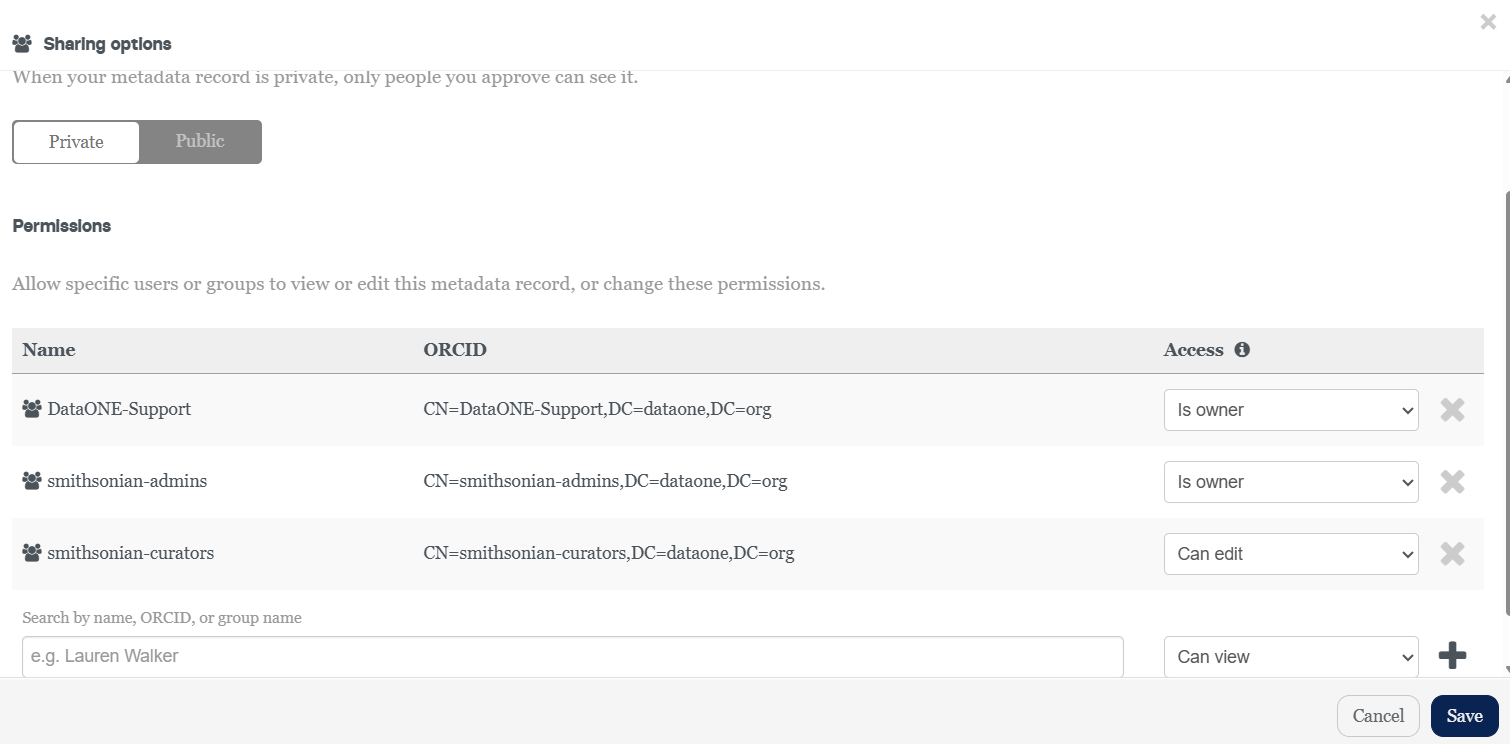 Sharing options
When your metadata record is private, only people you approve can see it.
Private Public
Permissions
Allow specific users or groups to view or edit this metadata record, or change these permissions.
Name ORCID Access
DataONE-Support CN=DataONE-Support,DC=dataone,DC=org Is owner
smithsonian-admins CN=smithsonian-admins,DC=dataone,DC=org Is owner
smithsonian-curators CN=smithsonian-curators,DC=dataone,DC=org Can edit
Search by name, ORCID, or group name
e.g. Lauren Walker Can view
Cancel Save